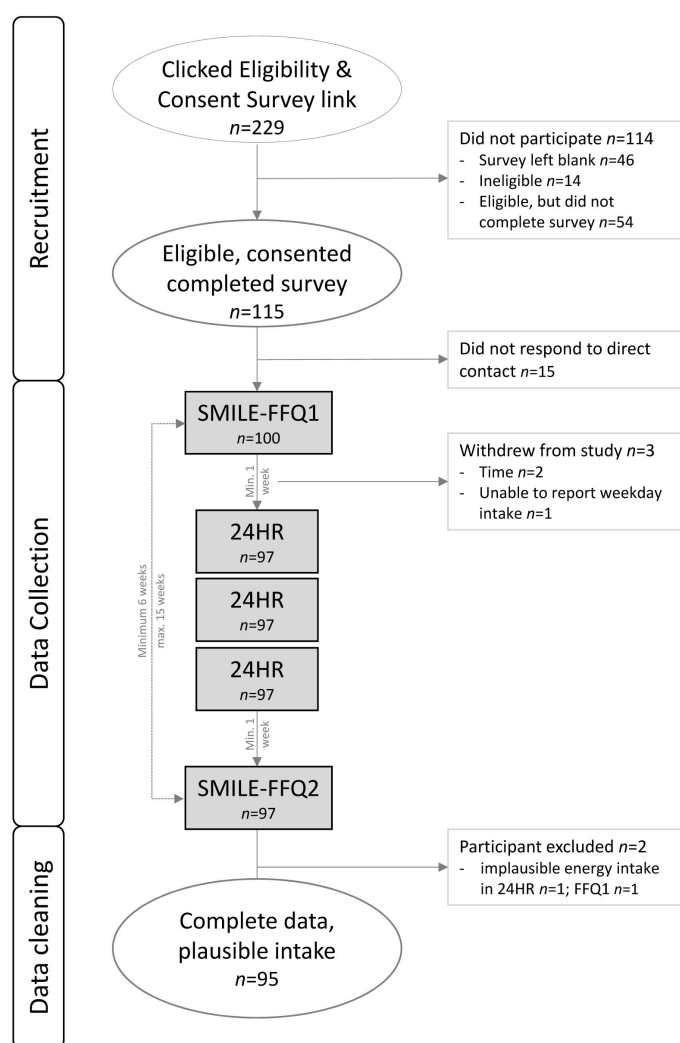 Recruitment
Clicked Eligibility &
Consent Survey link
n=229
Did not participate n=114
- Survey left blank n=46
- Ineligible n=14
- Eligible, but did not
complete survey n=54
Eligible, consented
completed survey
n=115
Did not respond to direct
contact n=15
Data Collection
SMILE-FFQ1
n=100
Withdrew from study n=3
- Time n=2
- Unable to report weekday
intake n=1
Min. 1
week
24HR
n=97
24HR
n=97
24HR
n=97
Minimum 6 weeks
max. 15 weeks
Min. 1
week
SMILE-FFQ2
n=97
Data cleaning
Participant excluded n=2
- implausible energy intake
in 24HR n=1; FFQ1 n=1
Complete data,
plausible intake
n=95